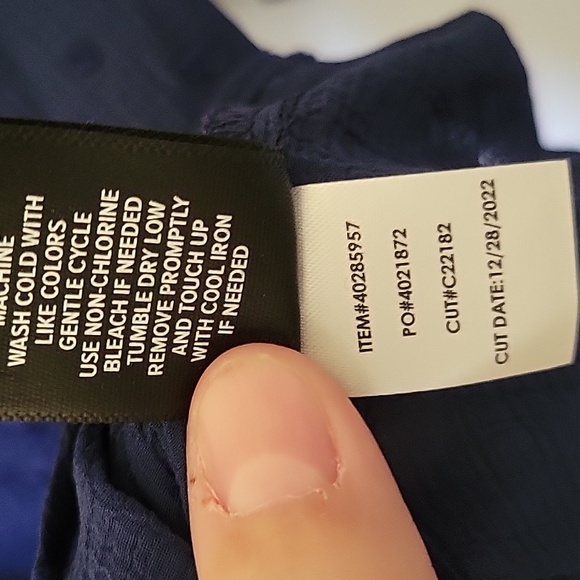 MACHINE
WASH COLD WITH
LIKE COLORS
GENTLE CYCLE
USE NON-CHLORINE
BLEACH IF NEEDED
TUMBLE DRY LOW
REMOVE PROMPTLY
AND TOUCH UP
WITH COOL IRON
IF NEEDED
ITEM#40285957
PO#4021872
CUT#C22182
CUT DATE:12/28/2022